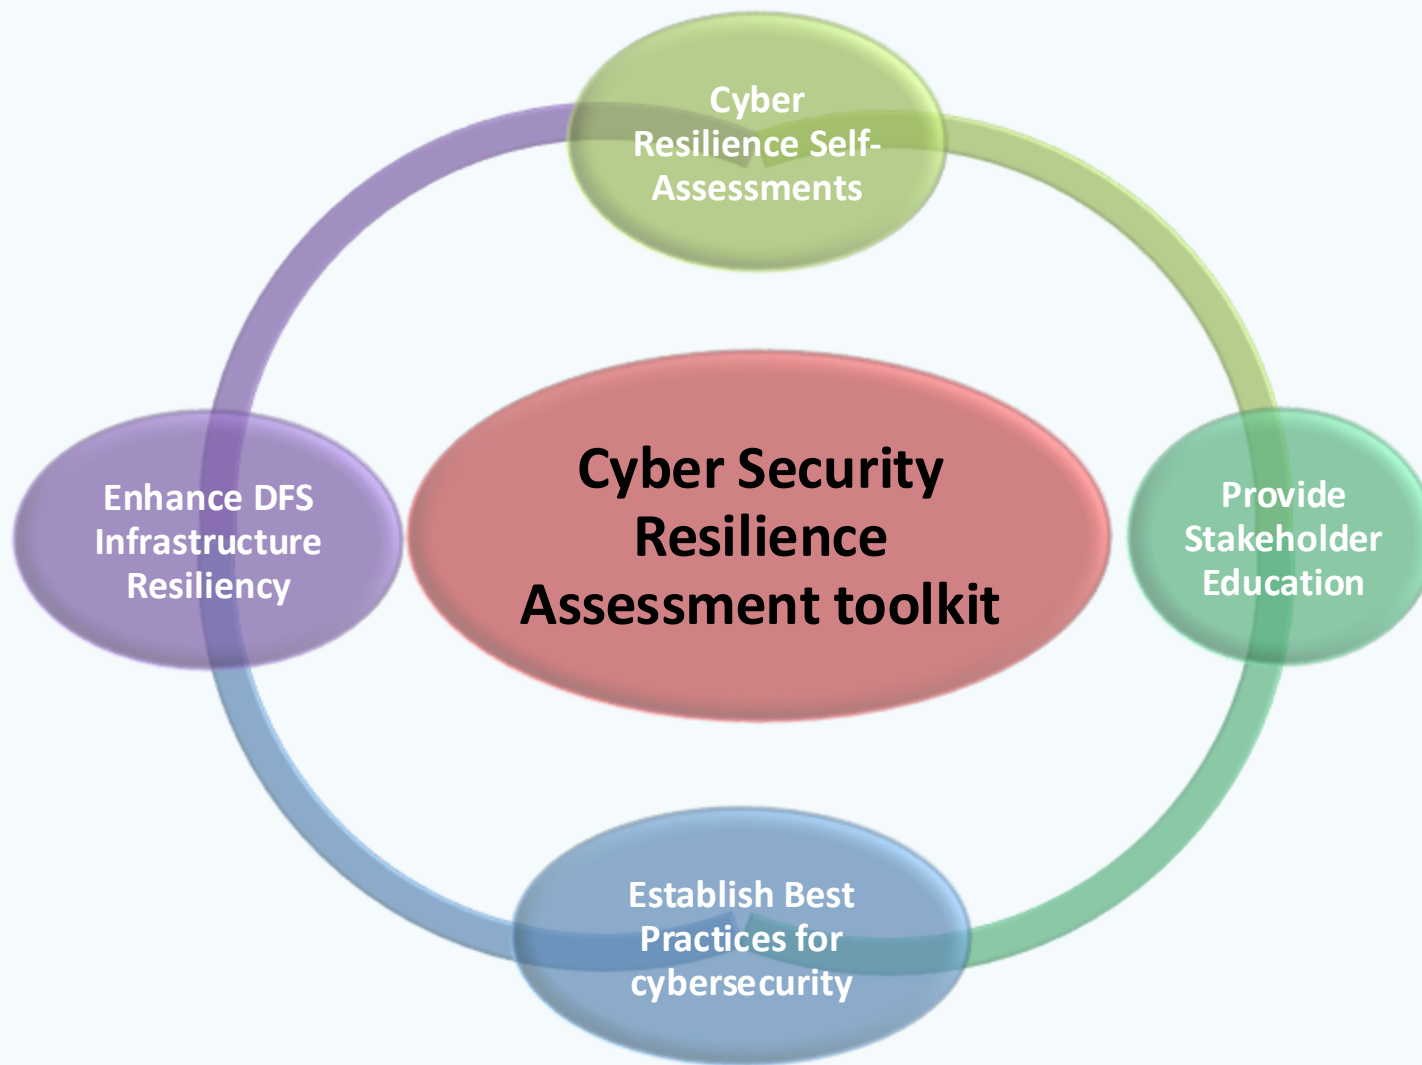 Cyber
Resilience Self-
Assessments
Cyber Security
Resilience
Assessment toolkit
Enhance DFS
Infrastructure
Resiliency
Provide
Stakeholder
Education
Establish Best
Practices for
cybersecurity